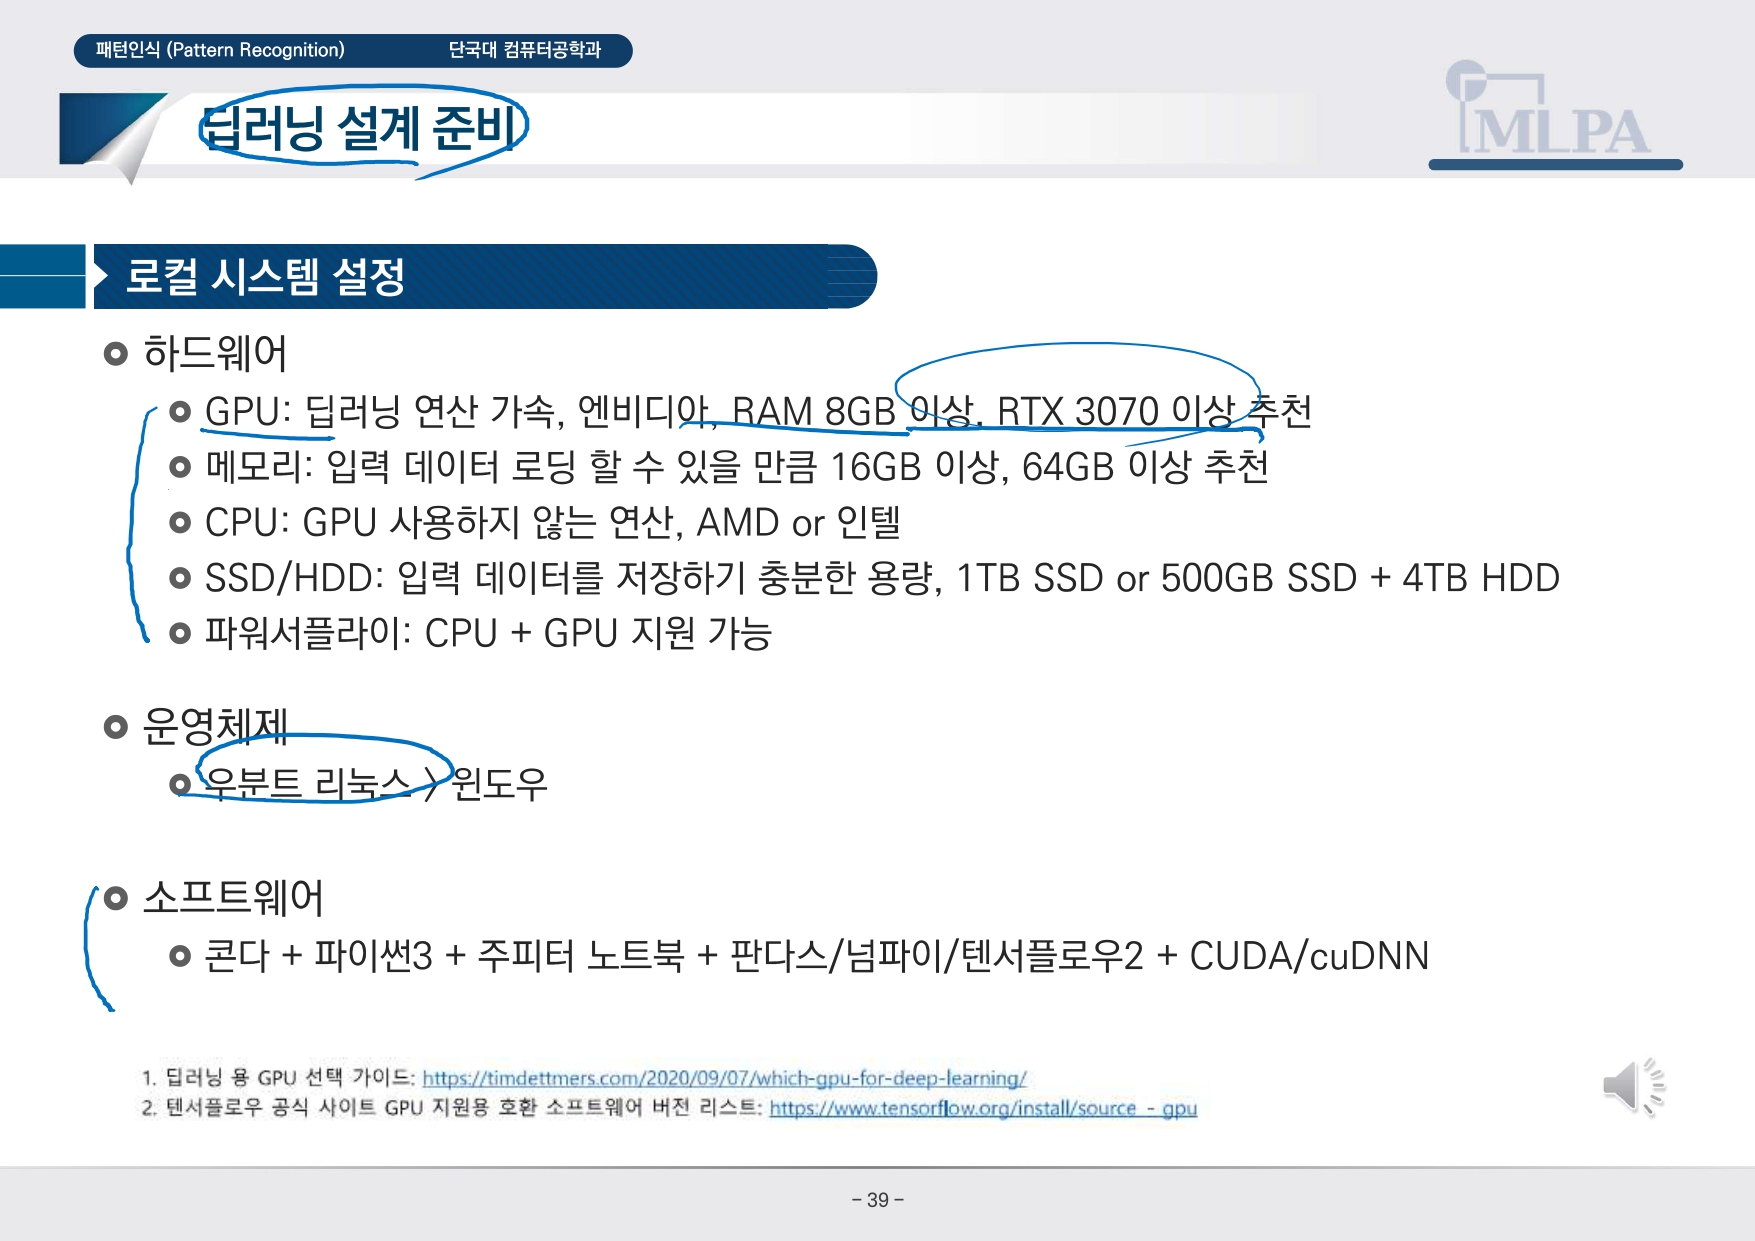 패턴인식 (Pattern Recognition) 단국대 컴퓨터공학과
딥러닝 설계 준비
MLPA
로컬 시스템 설정
하드웨어
GPU: 딥러닝 연산 가속, 엔비디아, RAM 8GB 이상, RTX 3070 이상 추천
메모리: 입력 데이터 로딩 할 수 있을 만큼 16GB 이상, 64GB 이상 추천
CPU: GPU 사용하지 않는 연산, AMD or 인텔
SSD/HDD: 입력 데이터를 저장하기 충분한 용량, 1TB SSD or 500GB SSD + 4TB HDD
파워서플라이: CPU + GPU 지원 가능
운영체제
우분트 리눅스 > 윈도우
소프트웨어
콘다 + 파이썬3 + 주피터 노트북 + 판다스/넘파이/텐서플로우2 + CUDA/cuDNN
1. 딥러닝 용 GPU 선택 가이드: https://timdettmers.com/2020/09/07/which-gpu-for-deep-learning/
2. 텐서플로우 공식 사이트 GPU 지원용 호환 소프트웨어 버전 리스트: https://www.tensorflow.org/install/source - gpu
- 39 -